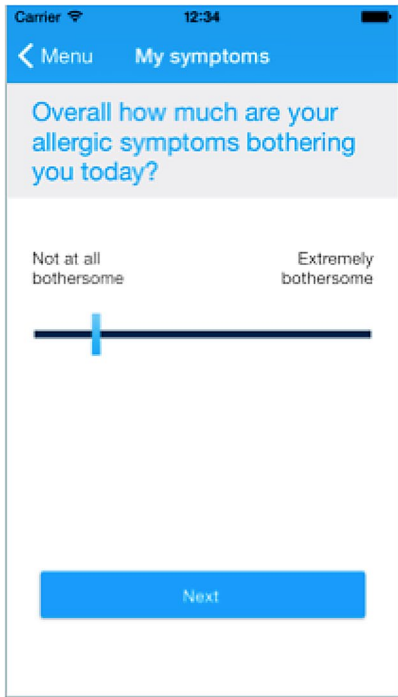 Carrier 12:34
Menu My symptoms
Overall how much are your
allergic symptoms bothering
you today?
Not at all
bothersome
Extremely
bothersome
Next